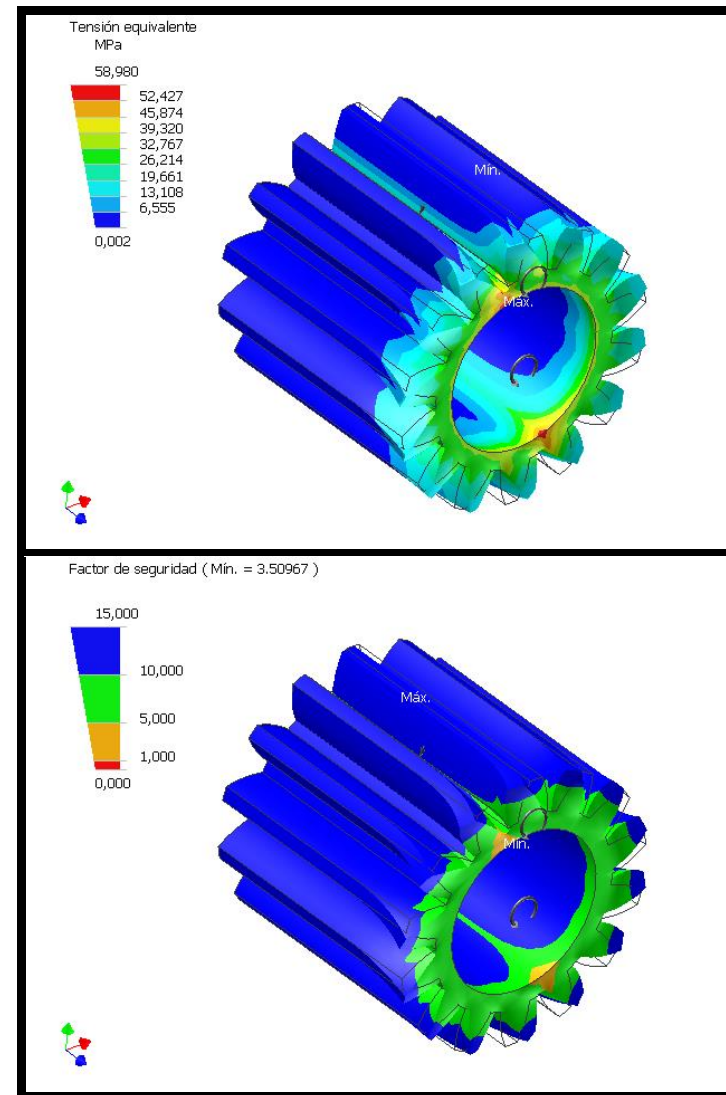 Tensión equivalente
MPa
58,980
52,427
45,874
39,320
32,767
26,214
19,661
13,108
6,555
0,002
Mín.
Máx.
Factor de seguridad ( Mín. = 3.50967 )
15,000
10,000
5,000
1,000
0,000
Máx.
Mín.